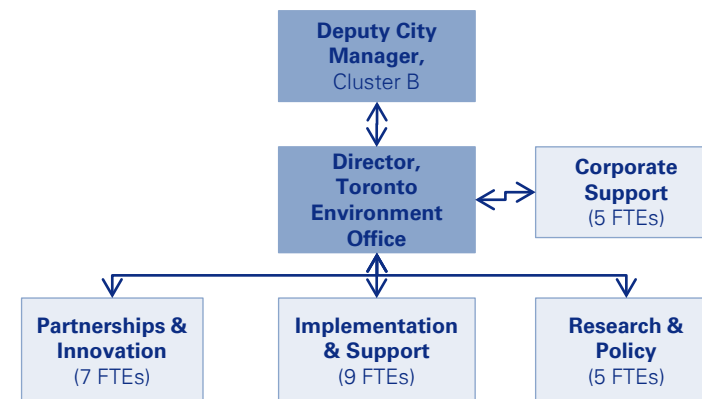 Deputy City
Manager,
Cluster B
Director,
Toronto
Environment
Office
Corporate
Support
(5 FTEs)
Partnerships &
Innovation
(7 FTEs)
Implementation
& Support
(9 FTEs)
Research &
Policy
(5 FTEs)